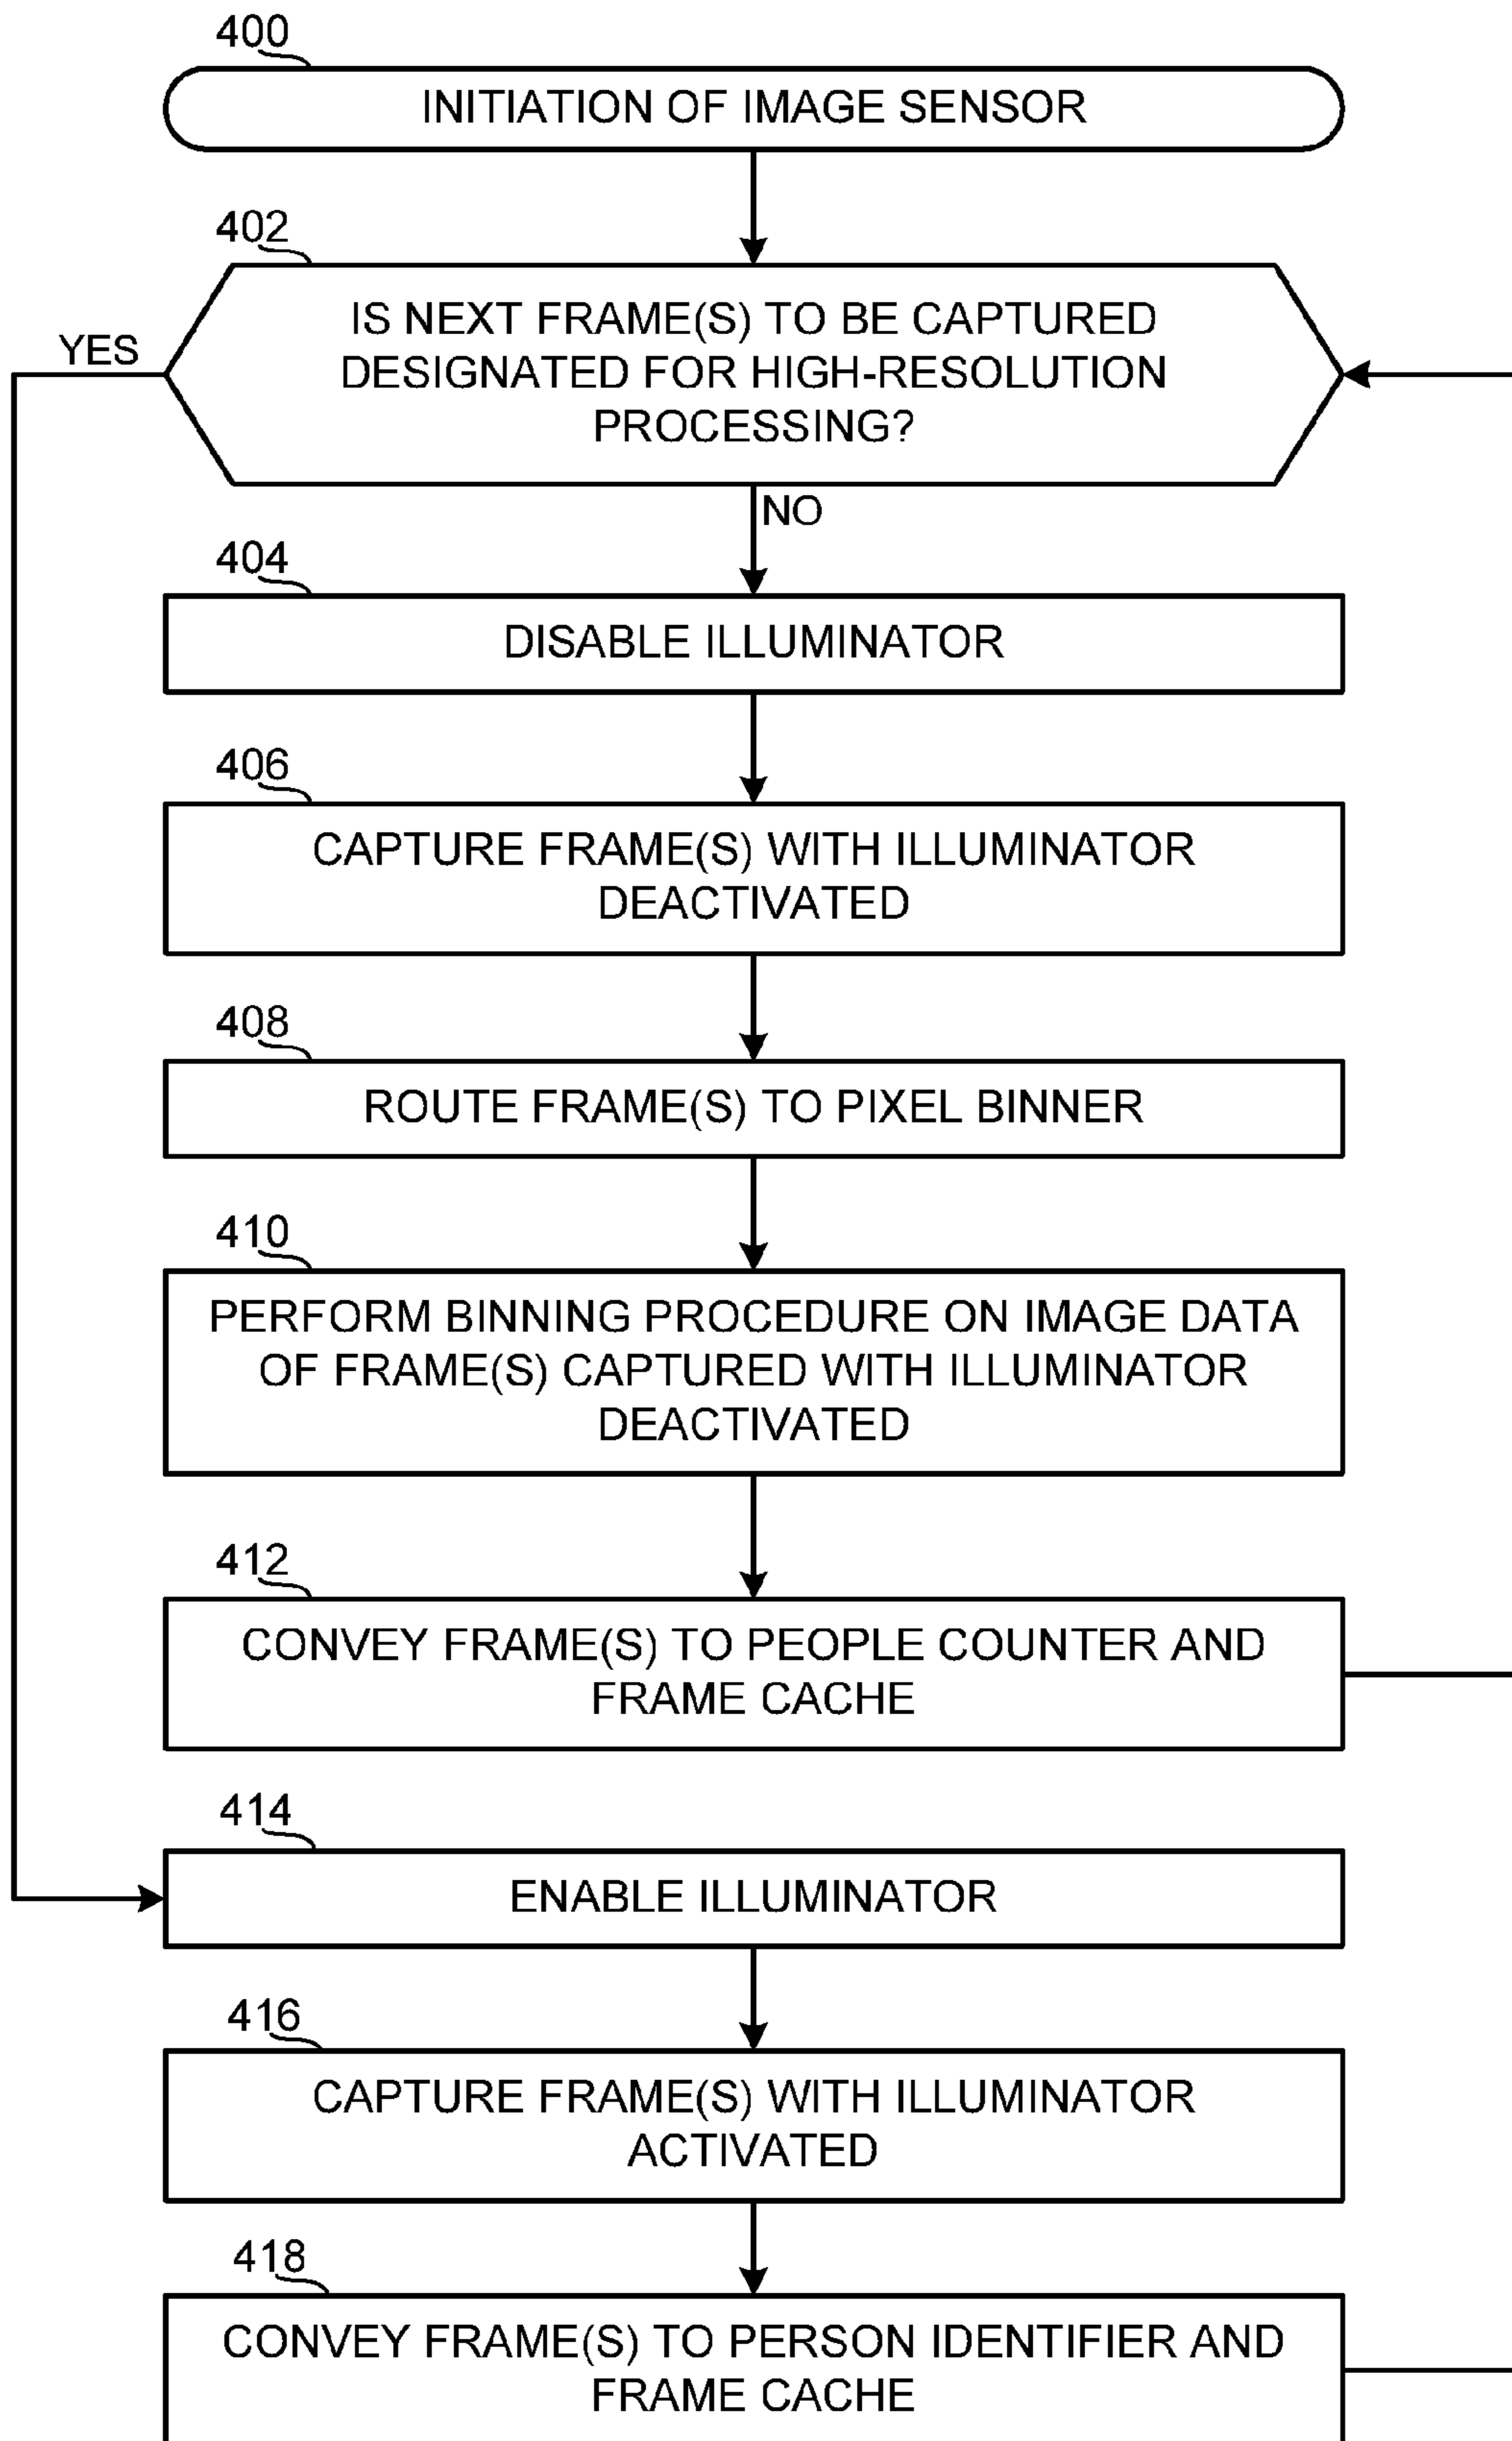 400
INITIATION OF IMAGE SENSOR
402
IS NEXT FRAME(S) TO BE CAPTURED
DESIGNATED FOR HIGH-RESOLUTION
PROCESSING?
YES
NO
404
DISABLE ILLUMINATOR
406
CAPTURE FRAME(S) WITH ILLUMINATOR
DEACTIVATED
408
ROUTE FRAME(S) TO PIXEL BINNER
410
PERFORM BINNING PROCEDURE ON IMAGE DATA
OF FRAME(S) CAPTURED WITH ILLUMINATOR
DEACTIVATED
412
CONVEY FRAME(S) TO PEOPLE COUNTER AND
FRAME CACHE
414
ENABLE ILLUMINATOR
416
CAPTURE FRAME(S) WITH ILLUMINATOR
ACTIVATED
418
CONVEY FRAME(S) TO PERSON IDENTIFIER AND
FRAME CACHE